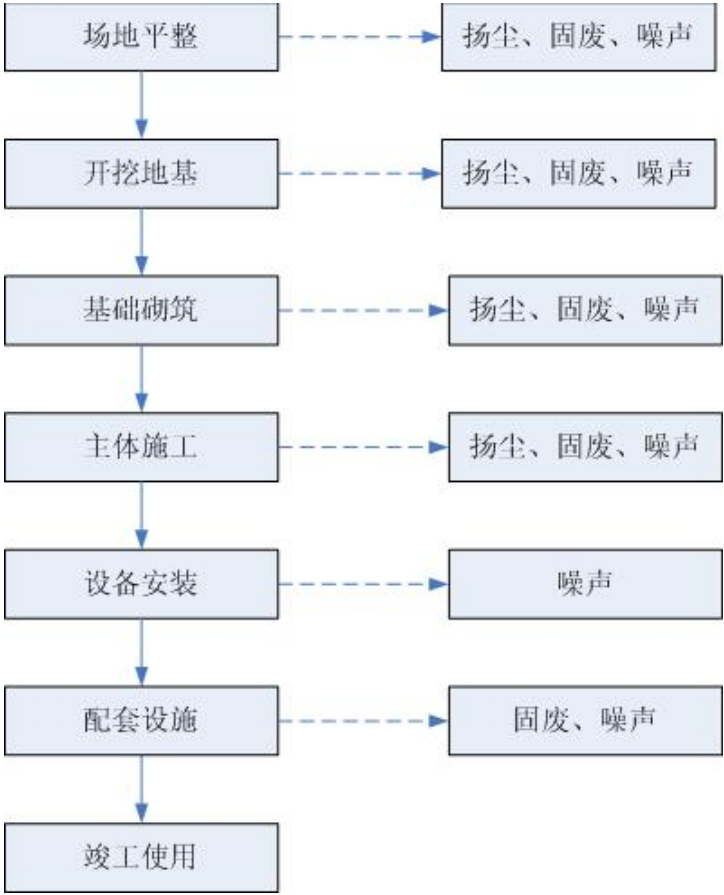 场地平整
扬尘、固废、噪声
开挖地基
扬尘、固废、噪声
基础砌筑
扬尘、固废、噪声
主体施工
扬尘、固废、噪声
设备安装
噪声
配套设施
固废、噪声
竣工使用